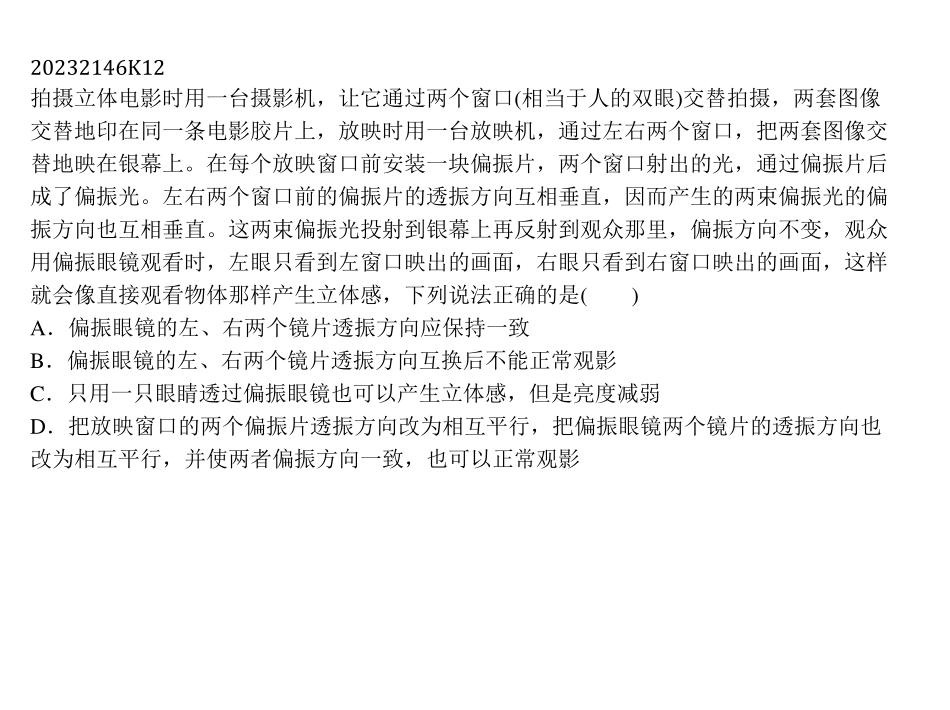 20232146K12
拍摄立体电影时用一台摄影机，让它通过两个窗口(相当于人的双眼)交替拍摄，两套图像
交替地印在同一条电影胶片上，放映时用一台放映机，通过左右两个窗口，把两套图像交
替地映在银幕上。在每个放映窗口前安装一块偏振片，两个窗口射出的光，通过偏振片后
成了偏振光。左右两个窗口前的偏振片的透振方向互相垂直，因而产生的两束偏振光的偏
振方向也互相垂直。这两束偏振光投射到银幕上再反射到观众那里，偏振方向不变，观众
用偏振眼镜观看时，左眼只看到左窗口映出的画面，右眼只看到右窗口映出的画面，这样
就会像直接观看物体那样产生立体感，下列说法正确的是(　　)
A．偏振眼镜的左、右两个镜片透振方向应保持一致
B．偏振眼镜的左、右两个镜片透振方向互换后不能正常观影
C．只用一只眼睛透过偏振眼镜也可以产生立体感，但是亮度减弱
D．把放映窗口的两个偏振片透振方向改为相互平行，把偏振眼镜两个镜片的透振方向也
改为相互平行，并使两者偏振方向一致，也可以正常观影